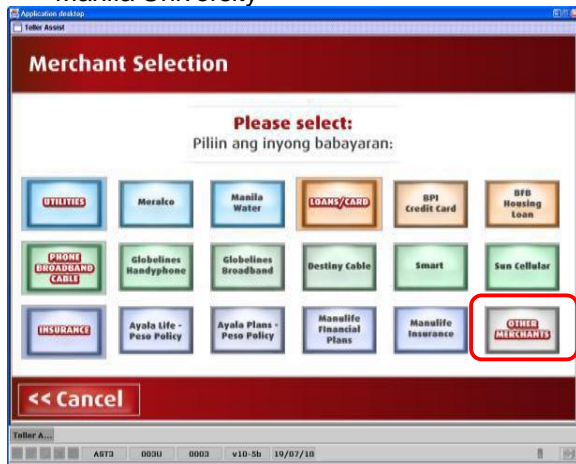 Manila University
Application desktop
Teller Assist
Merchant Selection
Please select:
Piliin ang inyong babayaran:
UTILITIES
Meralco
Manila
Water
LOANS/CARD
BPI
Credit Card
BFB
Housing
Loan
PHONE
BROADBAND
CABLE
Globelines
Handyphone
Globelines
Broadband
Destiny Cable
Smart
Sun Cellular
INSURANCE
Ayala Life -
Peso Policy
Ayala Plans -
Peso Policy
Manulife
Financial
Plans
Manulife
Insurance
OTHER
MERCHANTS
<< Cancel
Teller A...
AST3 003U 0003 v10-5b 19/07/10